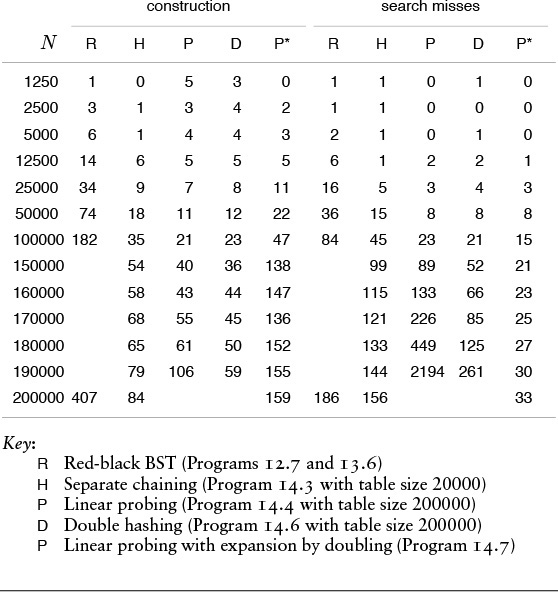 construction search misses
N R H P D P* R H P D P*
1250 1 0 5 3 0 1 1 0 1 0
2500 3 1 3 4 2 1 1 0 0 0
5000 6 1 4 4 3 2 1 0 1 0
12500 14 6 5 5 5 6 1 2 2 1
25000 34 9 7 8 11 16 5 3 4 3
50000 74 18 11 12 22 36 15 8 8 8
100000 182 35 21 23 47 84 45 23 21 15
150000 54 40 36 138 99 89 52 21
160000 58 43 44 147 115 133 66 23
170000 68 55 45 136 121 226 85 25
180000 65 61 50 152 133 449 125 27
190000 79 106 59 155 144 2194 261 30
200000 407 84 159 186 156 33
Key:
R Red-black BST (Programs 12.7 and 13.6)
H Separate chaining (Program 14.3 with table size 20000)
P Linear probing (Program 14.4 with table size 200000)
D Double hashing (Program 14.6 with table size 200000)
P Linear probing with expansion by doubling (Program 14.7)